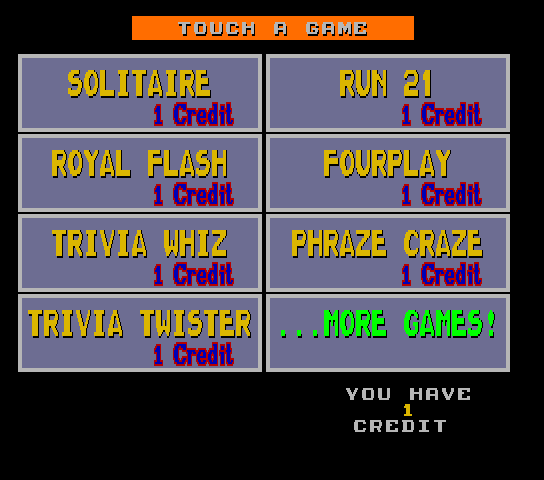 TOUCH A GAME
SOLITAIRE
1 Credit
RUN 21
1 Credit
ROYAL FLASH
1 Credit
FOURPLAY
1 Credit
TRIVIA WHIZ
1 Credit
PHRAZE CRAZE
1 Credit
TRIVIA TWISTER
1 Credit
...MORE GAMES!
YOU HAVE
1
CREDIT